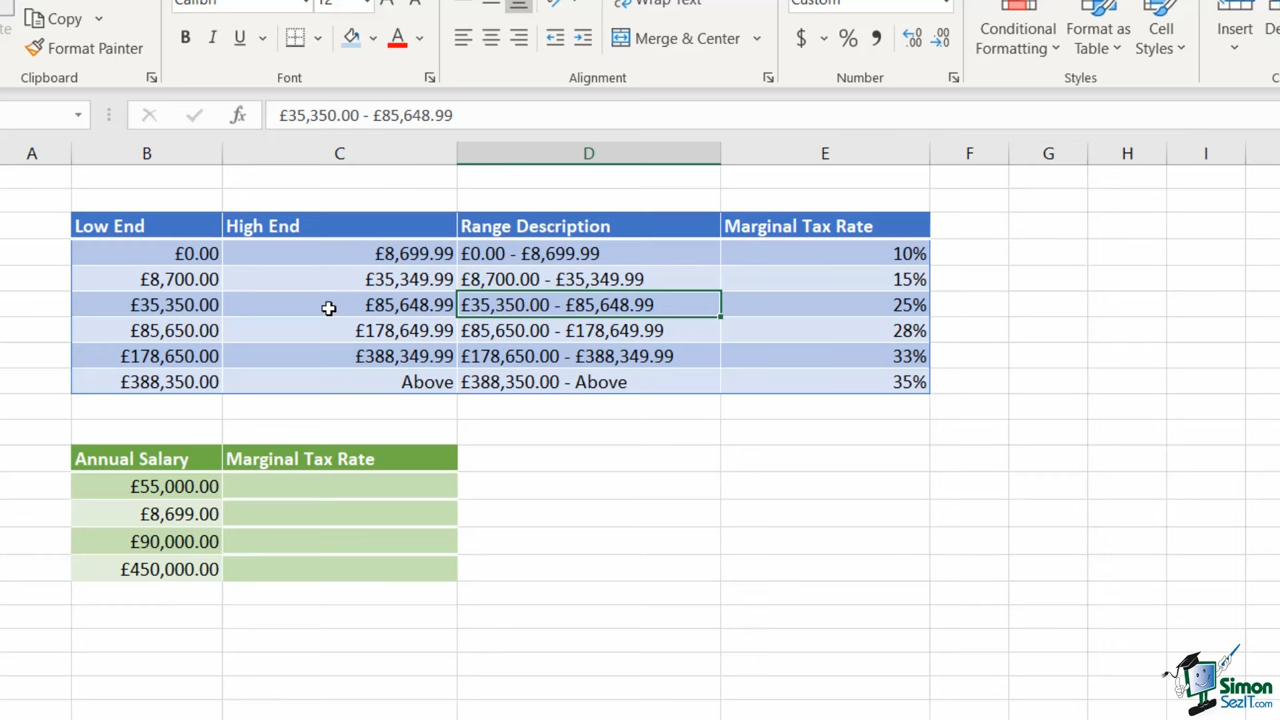 Calibri 12 A A Wrap Text Custom
Copy
Format Painter
B I U A Merge & Center $ % , Conditional Formatting Format as Table Cell Styles Insert
Clipboard Font Alignment Number Styles
fx £35,350.00 - £85,648.99
A B C D E F G H I
Low End High End Range Description Marginal Tax Rate
£0.00 £8,699.99 £0.00 - £8,699.99 10%
£8,700.00 £35,349.99 £8,700.00 - £35,349.99 15%
£35,350.00 £85,648.99 £35,350.00 - £85,648.99 25%
£85,650.00 £178,649.99 £85,650.00 - £178,649.99 28%
£178,650.00 £388,349.99 £178,650.00 - £388,349.99 33%
£388,350.00 Above £388,350.00 - Above 35%
Annual Salary Marginal Tax Rate
£55,000.00
£8,699.00
£90,000.00
£450,000.00
Simon
SezIT.com